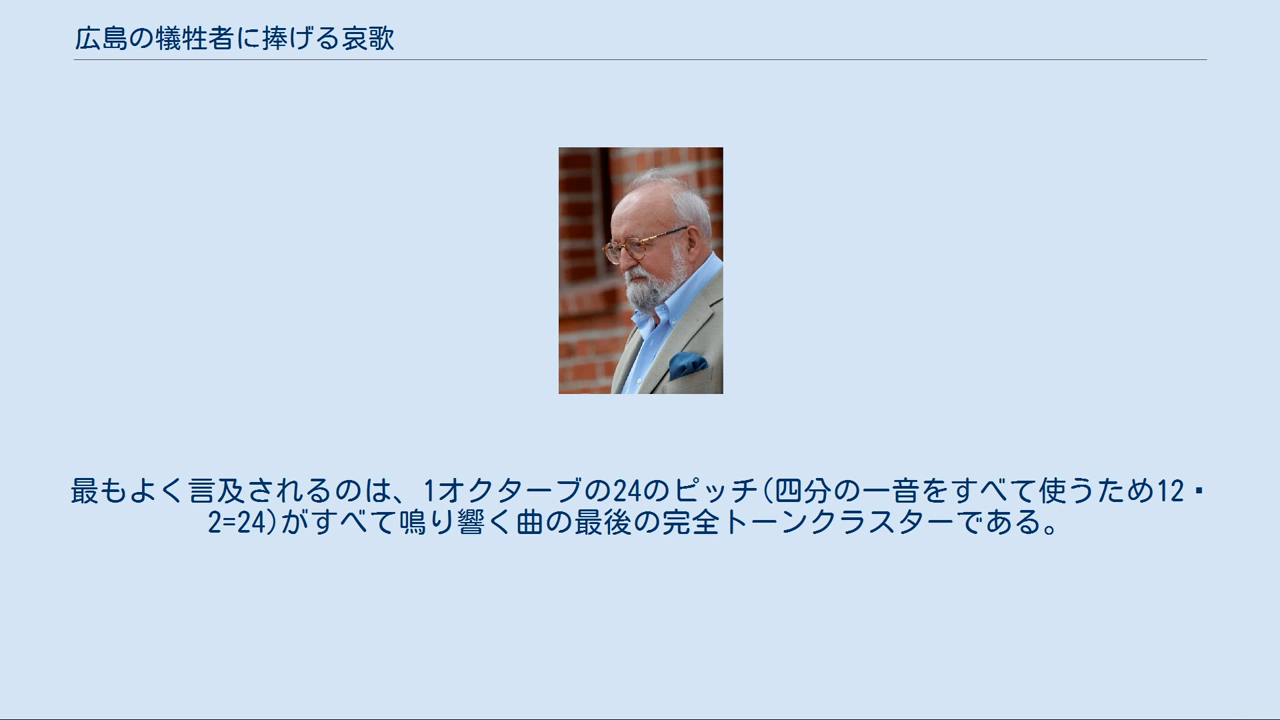 広島の犠牲者に捧げる哀歌
最もよく言及されるのは、1オクターブの24のピッチ(四分の一音をすべて使うため12・
2=24)がすべて鳴り響く曲の最後の完全トーンクラスターである。